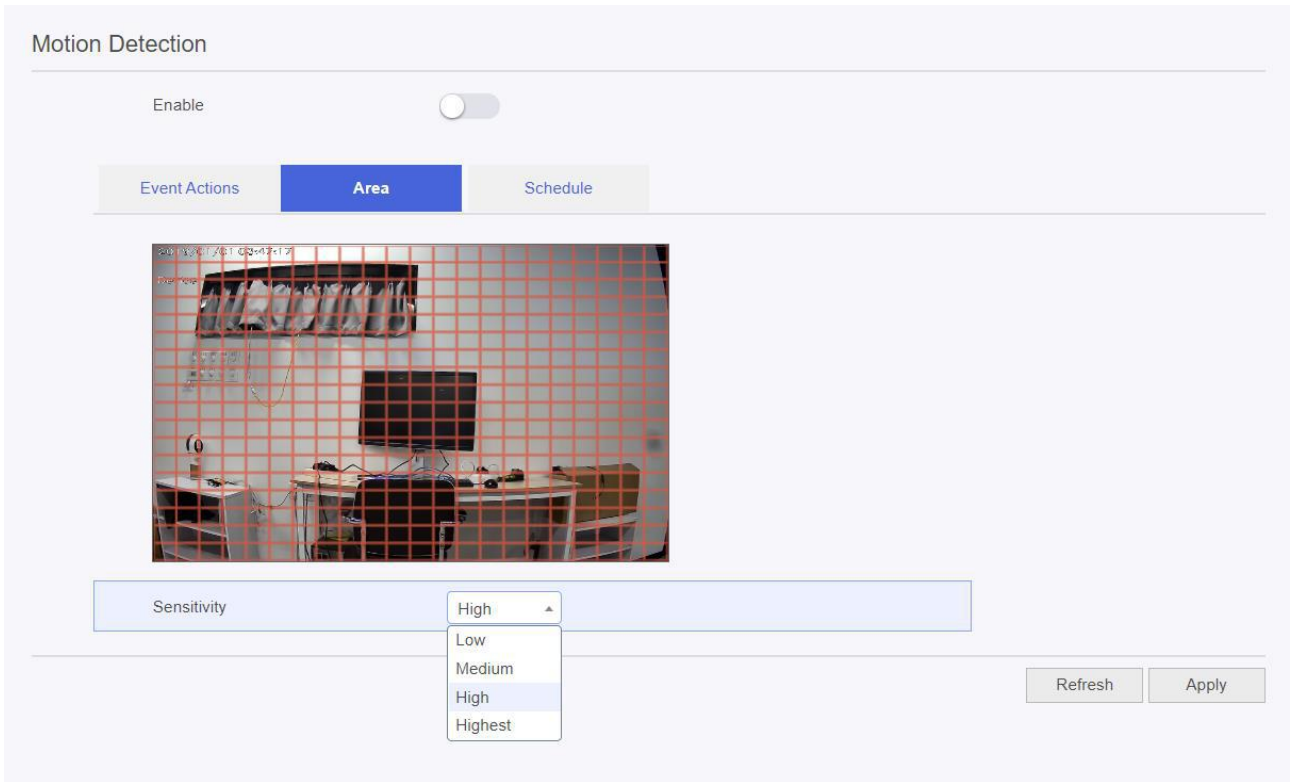 Motion Detection
Enable
Event Actions
Area
Schedule
Sensitivity
High
Low
Medium
High
Highest
Refresh
Apply